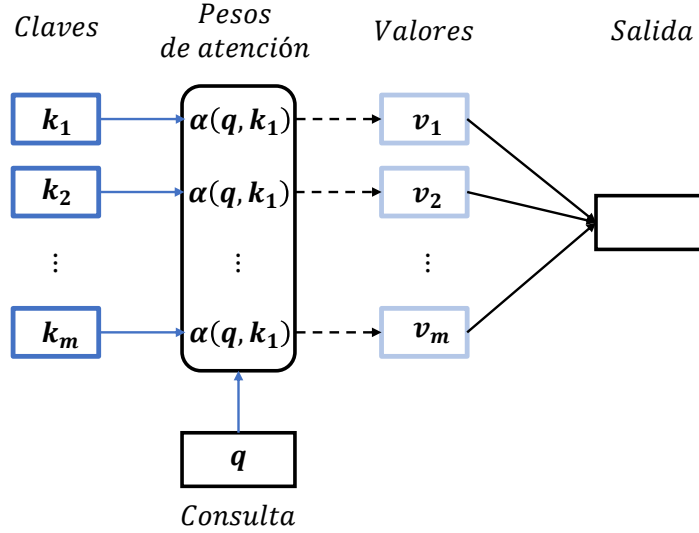 Claves
Pesos
de atención
Valores
Salida
k₁
α(q, k₁)
v₁
k₂
α(q, k₁)
v₂
⋮
⋮
⋮
kₘ
α(q, k₁)
vₘ
q
Consulta